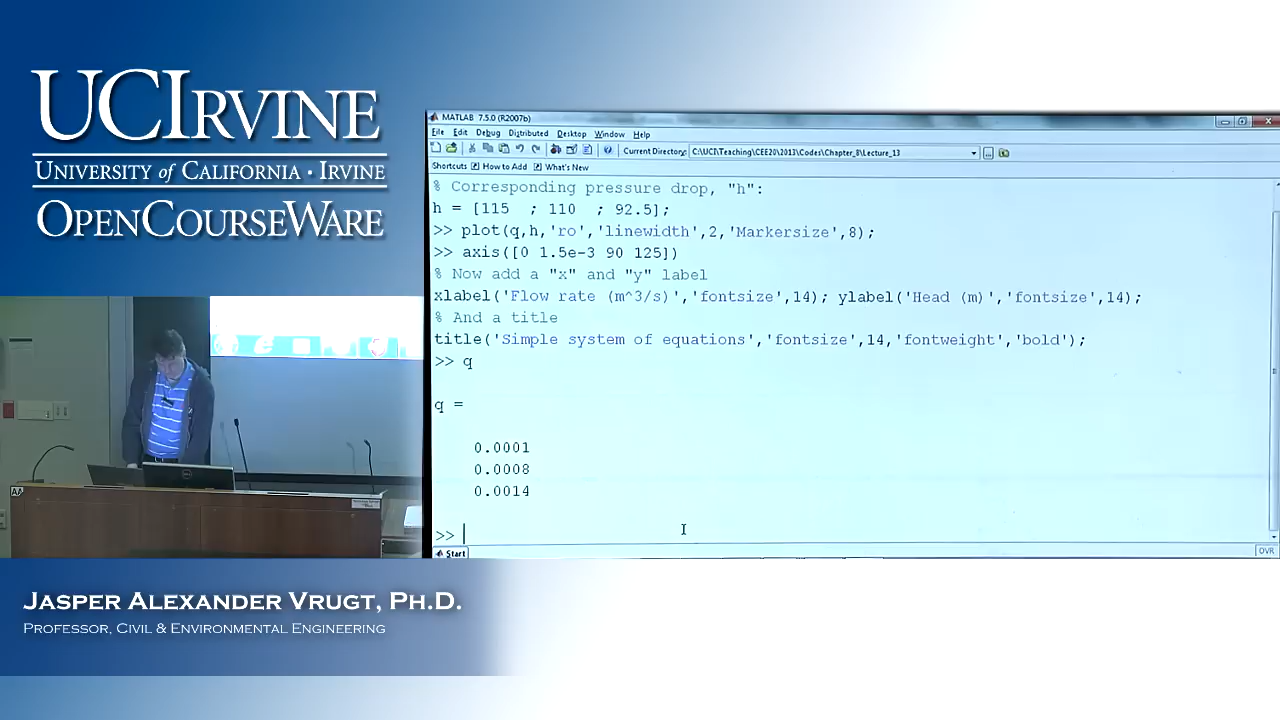 UCIRVINE
UNIVERSITY of CALIFORNIA • IRVINE
OPENCOURSEWARE
MATLAB 7.5.0 (R2007b)
File Edit Debug Distributed Desktop Window Help
Current Directory: C:\UCI\Teaching\CEE20\2013\Codes\Chapter_8\Lecture_13
Shortcuts How to Add What's New
% Corresponding pressure drop, "h":
h = [115 ; 110 ; 92.5];
>> plot(q,h,'ro','linewidth',2,'Markersize',8);
>> axis([0 1.5e-3 90 125])
% Now add a "x" and "y" label
xlabel('Flow rate (m^3/s)','fontsize',14); ylabel('Head (m)','fontsize',14);
% And a title
title('Simple system of equations','fontsize',14,'fontweight','bold');
>> q
q =
0.0001
0.0008
0.0014
>>
Start
OVR
JASPER ALEXANDER VRUGT, PH.D.
PROFESSOR, CIVIL & ENVIRONMENTAL ENGINEERING